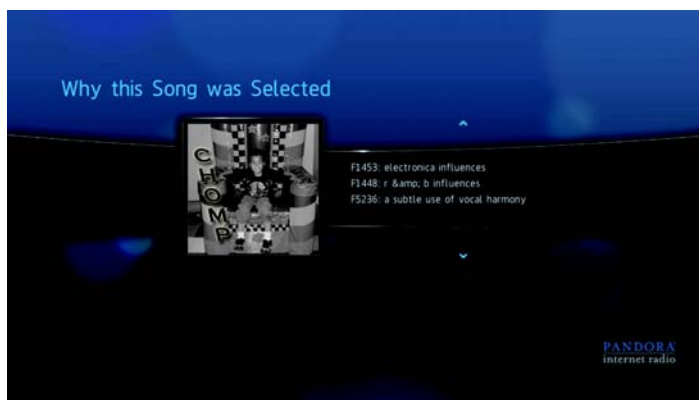 Why this Song was Selected
CHOMP
F1453: electronica influences
F1448: r &amp; b influences
F5236: a subtle use of vocal harmony
PANDORA
internet radio